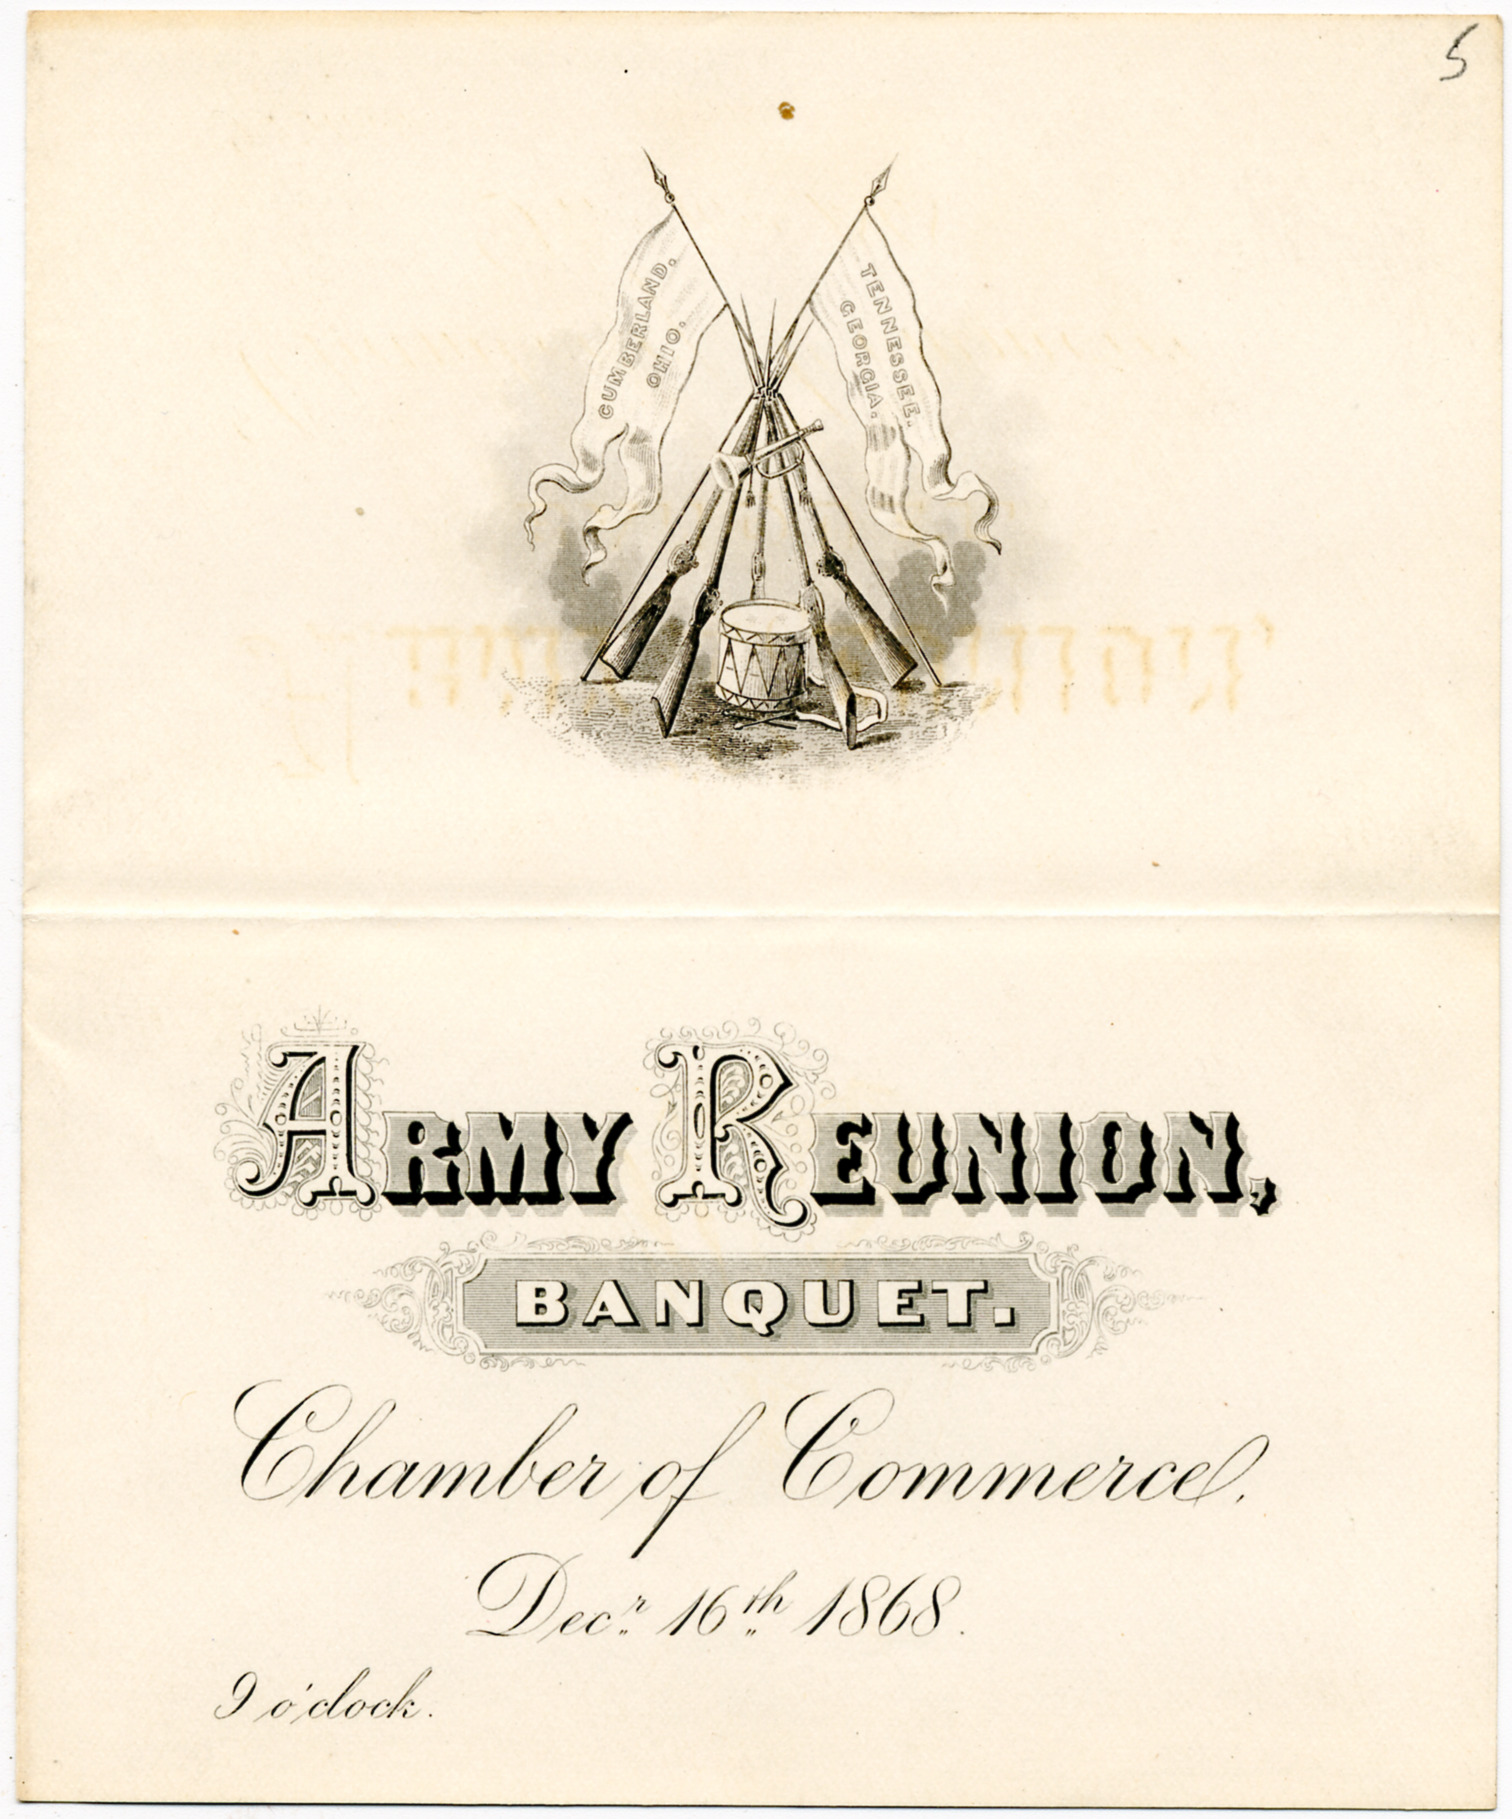 5
CUMBERLAND.
OHIO.
TENNESSEE.
GEORGIA.
ARMY REUNION,
BANQUET.
Chamber of Commerce.
Decr 16th 1868.
9 o'clock.